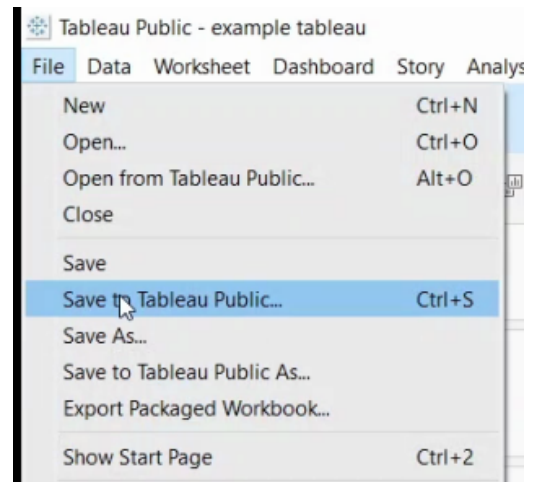 Tableau Public - example tableau
File Data Worksheet Dashboard Story Analys
New Ctrl+N
Open... Ctrl+O
Open from Tableau Public... Alt+O
Close
Save
Save to Tableau Public... Ctrl+S
Save As...
Save to Tableau Public As...
Export Packaged Workbook...
Show Start Page Ctrl+2